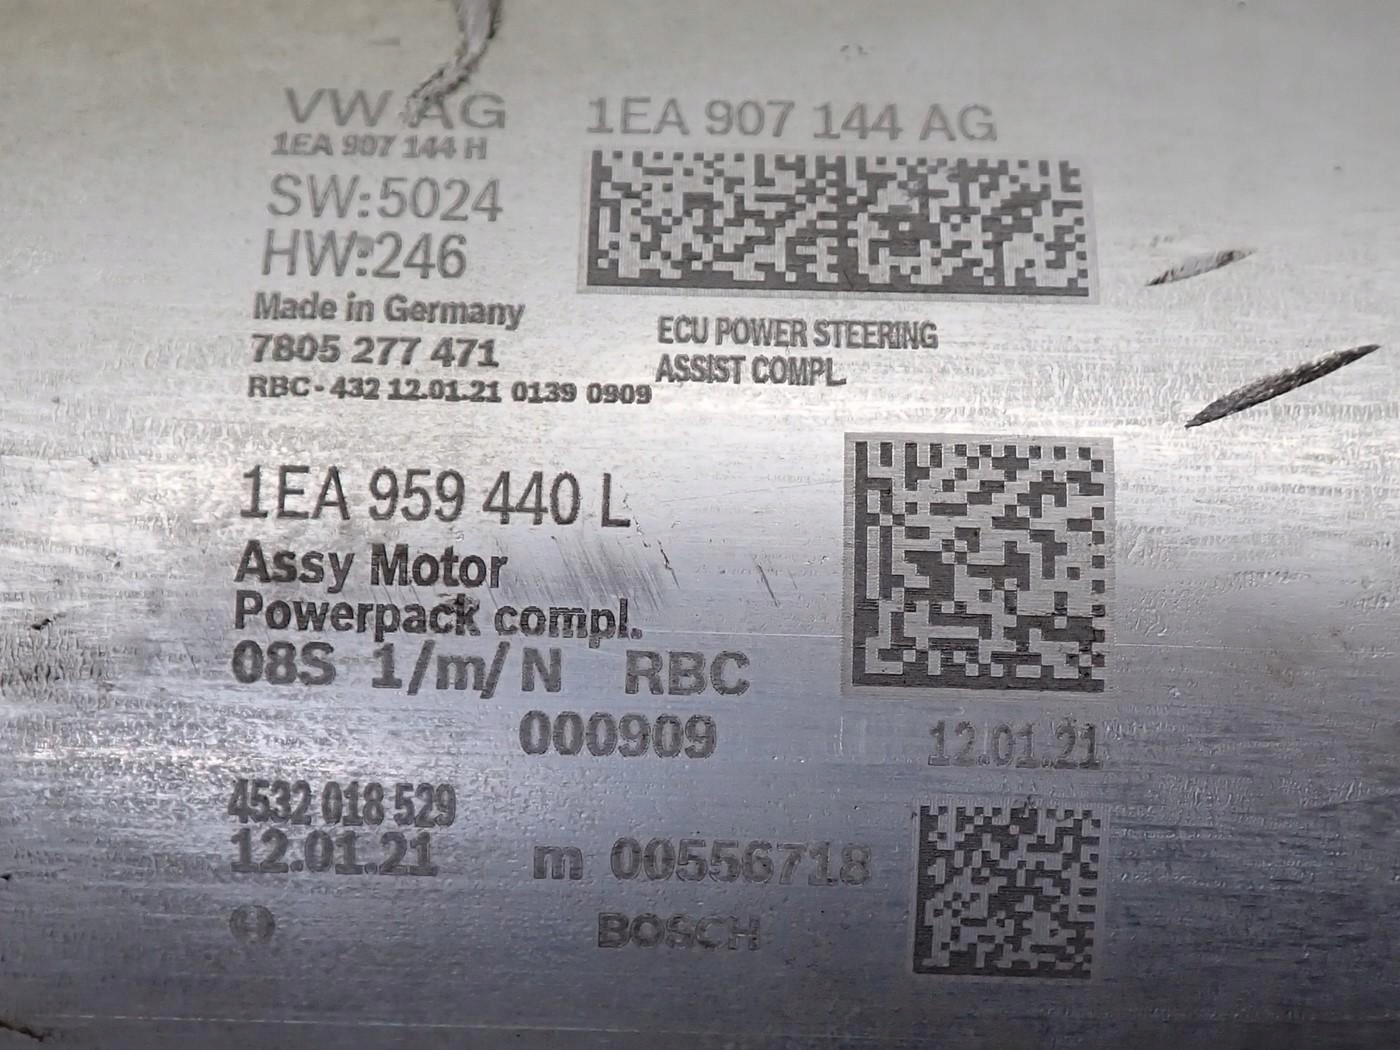 VW AG
1EA 907 144 H
SW:5024
HW:246
Made in Germany
7805 277 471
RBC-432 12.01.21 0139 0909
1EA 907 144 AG
ECU POWER STEERING
ASSIST COMPL.
1EA 959 440 L
Assy Motor
Powerpack compl.
08S 1/m/N RBC
000909
12.01.21
4532 018 529
12.01.21
m 00556718
BOSCH